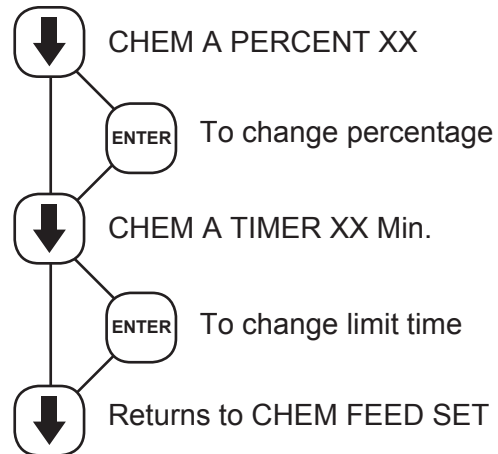 CHEM A PERCENT XX
ENTER To change percentage
CHEM A TIMER XX Min.
ENTER To change limit time
Returns to CHEM FEED SET